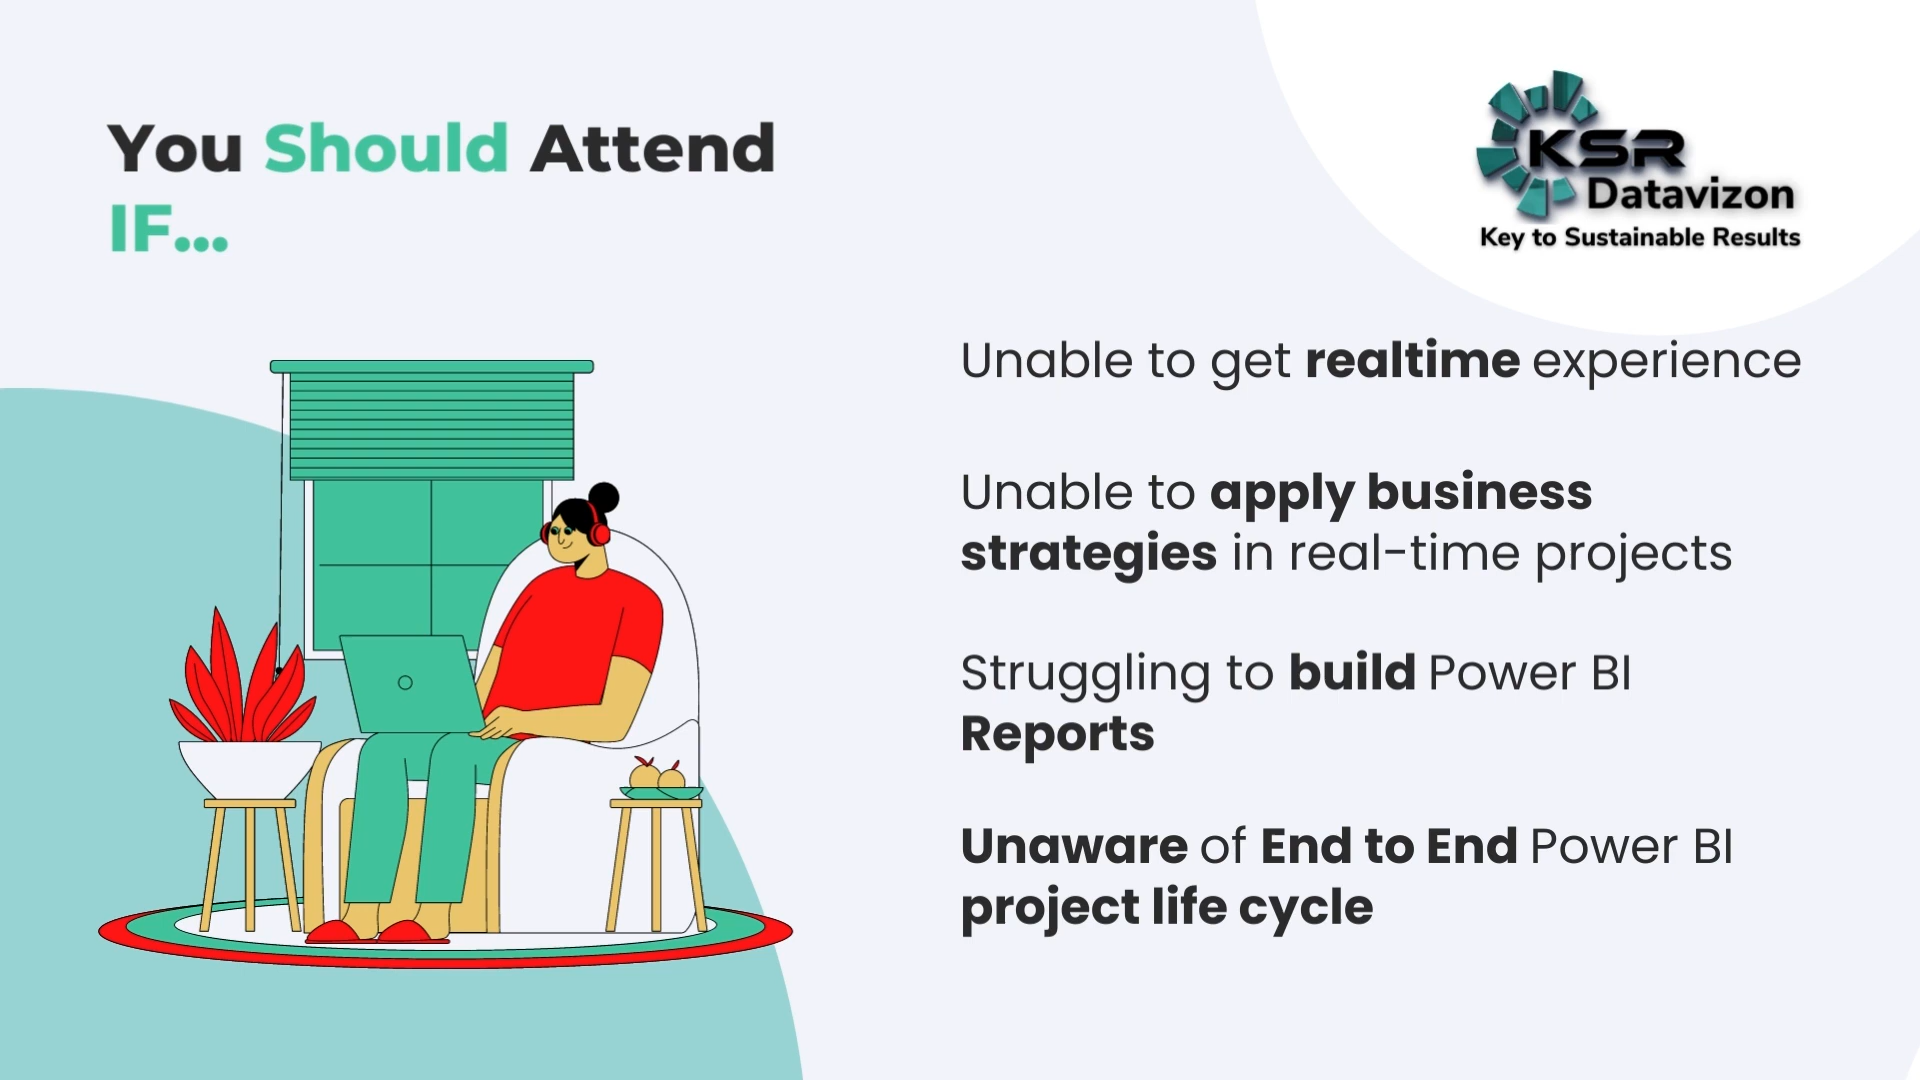 You Should Attend
IF...
KSR
Datavizon
Key to Sustainable Results
Unable to get realtime experience
Unable to apply business
strategies in real-time projects
Struggling to build Power BI
Reports
Unaware of End to End Power BI
project life cycle